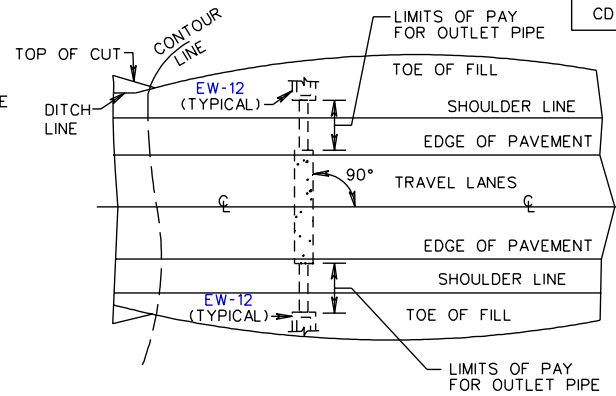 LIMITS OF PAY
FOR OUTLET PIPE
CD
TOP OF CUT
CONTOUR
LINE
TOE OF FILL
EW-12
(TYPICAL)
E
DITCH
LINE
SHOULDER LINE
EDGE OF PAVEMENT
90°
TRAVEL LANES
℄
℄
EDGE OF PAVEMENT
SHOULDER LINE
EW-12
(TYPICAL)
TOE OF FILL
LIMITS OF PAY
FOR OUTLET PIPE